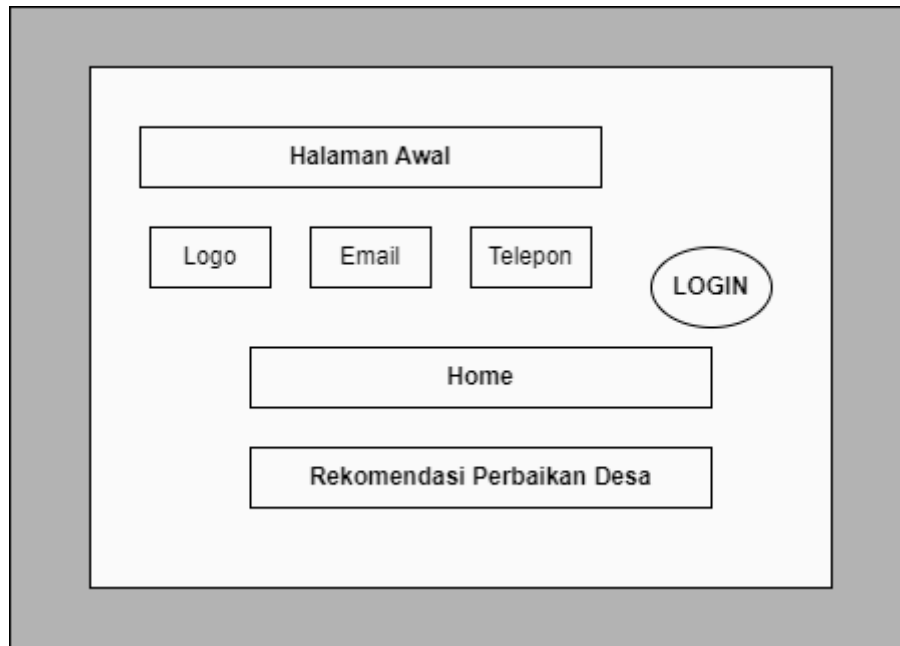 Halaman Awal
Logo
Email
Telepon
LOGIN
Home
Rekomendasi Perbaikan Desa